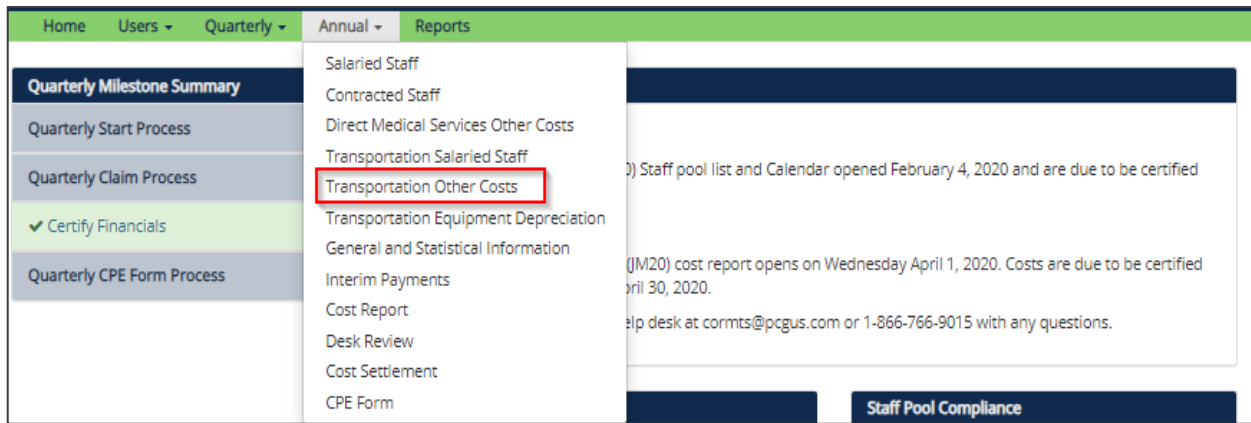 Home Users Quarterly Annual Reports
Quarterly Milestone Summary
Quarterly Start Process
Quarterly Claim Process
Certify Financials
Quarterly CPE Form Process
Salaried Staff
Contracted Staff
Direct Medical Services Other Costs
Transportation Salaried Staff
Transportation Other Costs
Transportation Equipment Depreciation
General and Statistical Information
Interim Payments
Cost Report
Desk Review
Cost Settlement
CPE Form
0) Staff pool list and Calendar opened February 4, 2020 and are due to be certified
(JM20) cost report opens on Wednesday April 1, 2020. Costs are due to be certified
30, 2020.
desk at cormts@pcgus.com or 1-866-766-9015 with any questions.
Staff Pool Compliance